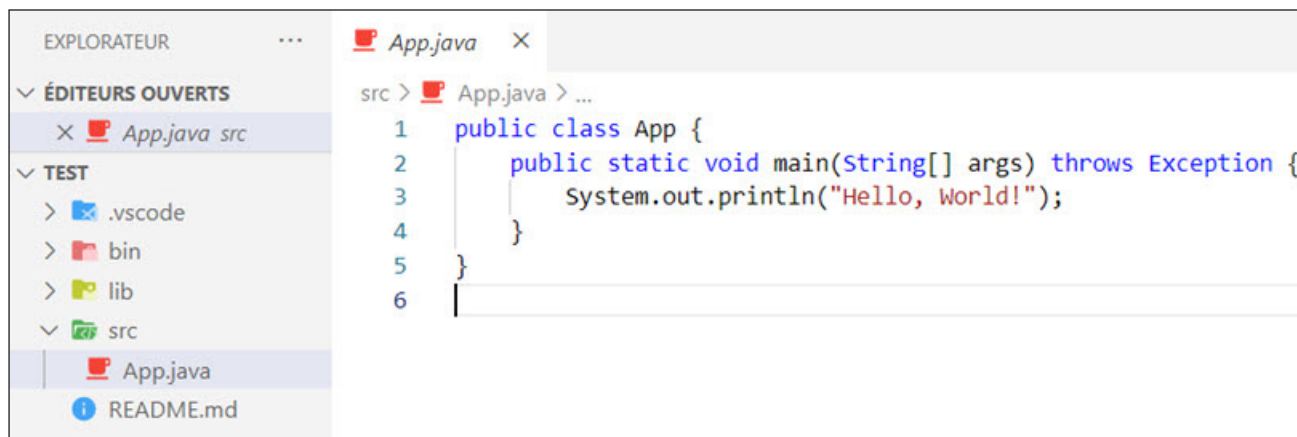 EXPLORATEUR ...
ÉDITEURS OUVERTS
App.java src
TEST
.vscode
bin
lib
src
App.java
README.md
App.java
src > App.java > ...
1 public class App {
2     public static void main(String[] args) throws Exception {
3         System.out.println("Hello, World!");
4     }
5 }
6